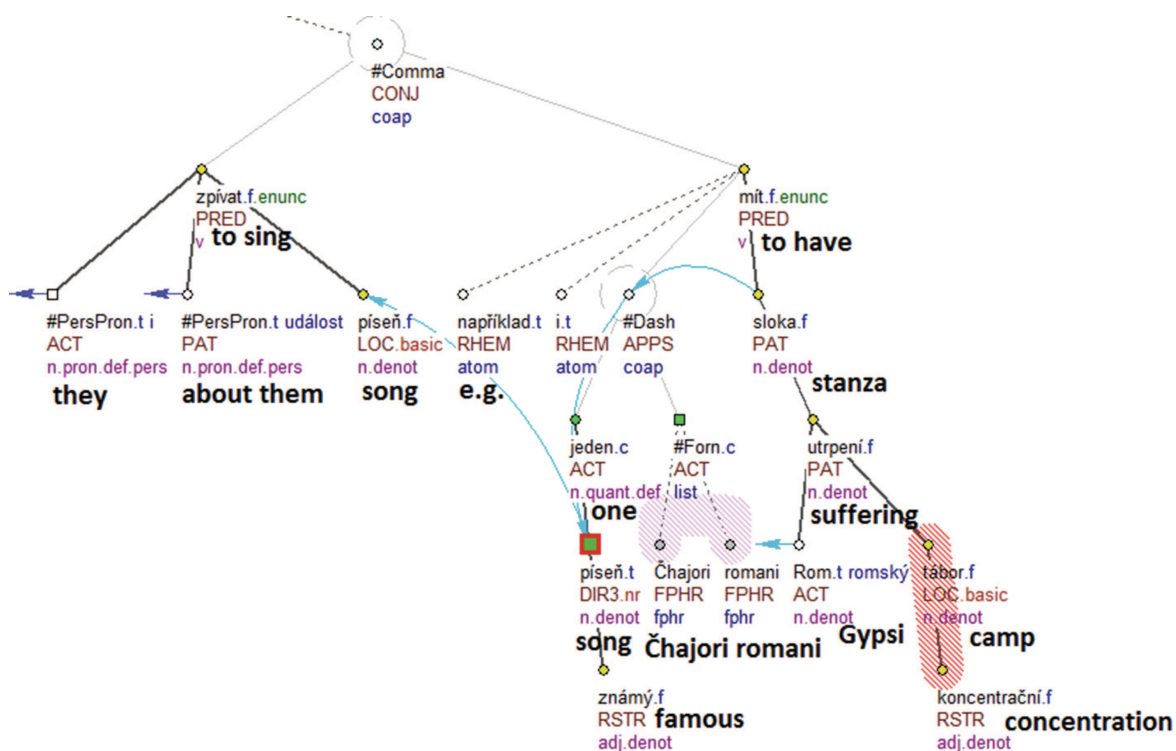 #Comma
CONJ
coap
zpívat.f.enunc
PRED
v to sing
mít.f.enunc
PRED
v to have
#PersPron.t i
ACT
n.pron.def.pers
they
#PersPron.t událost
PAT
n.pron.def.pers
about them
píseň.f
LOC.basic
n.denot
song
například.t
RHEM
atom
e.g.
i.t
RHEM
atom
#Dash
APPS
coap
sloka.f
PAT
n.denot
stanza
jeden.c
ACT
n.quant.def
one
#Forn.c
ACT
list
utrpení.f
PAT
n.denot
suffering
píseň.t
DIR3.nr
n.denot
song
Čhajori
FPHR
fphr
romani
FPHR
fphr
Čhajori romani
Rom.t romský
ACT
n.denot
Gypsi
tábor.f
LOC.basic
n.denot
camp
známý.f
RSTR famous
adj.denot
koncentrační.f
RSTR concentration
adj.denot